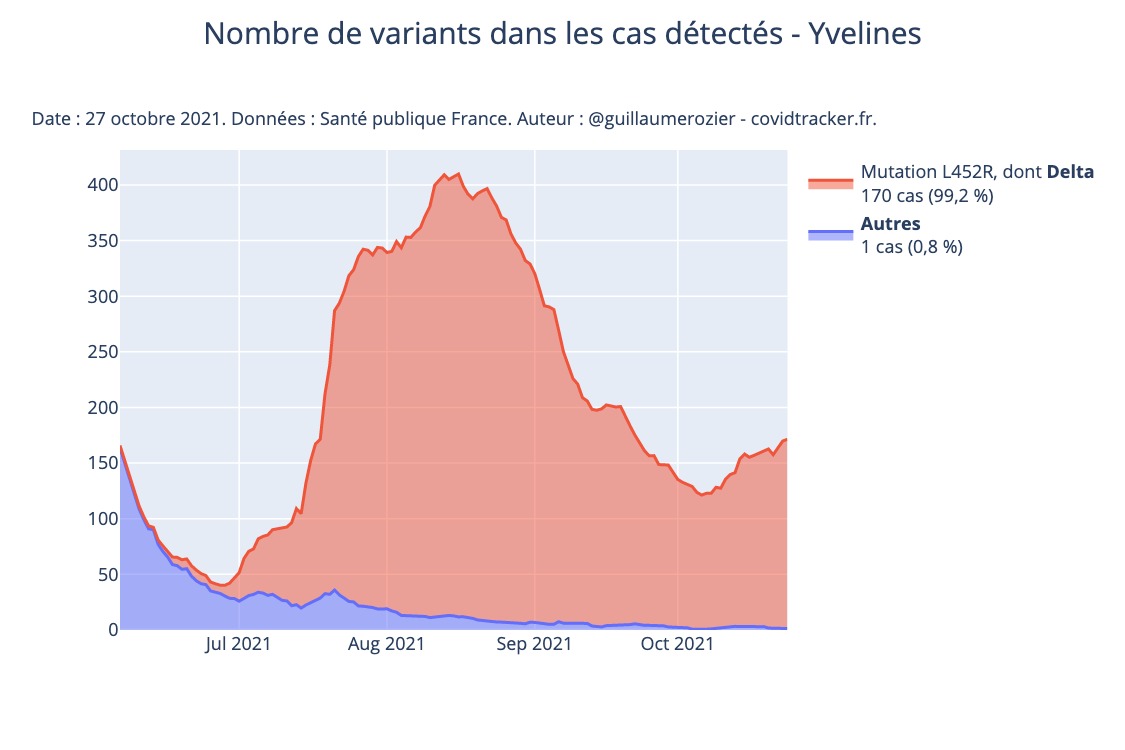 Nombre de variants dans les cas détectés - Yvelines
Date : 27 octobre 2021. Données : Santé publique France. Auteur : @guillaumerozier - covidtracker.fr.
Mutation L452R, dont Delta
170 cas (99,2 %)
Autres
1 cas (0,8 %)
400
350
300
250
200
150
100
50
0
Jul 2021
Aug 2021
Sep 2021
Oct 2021